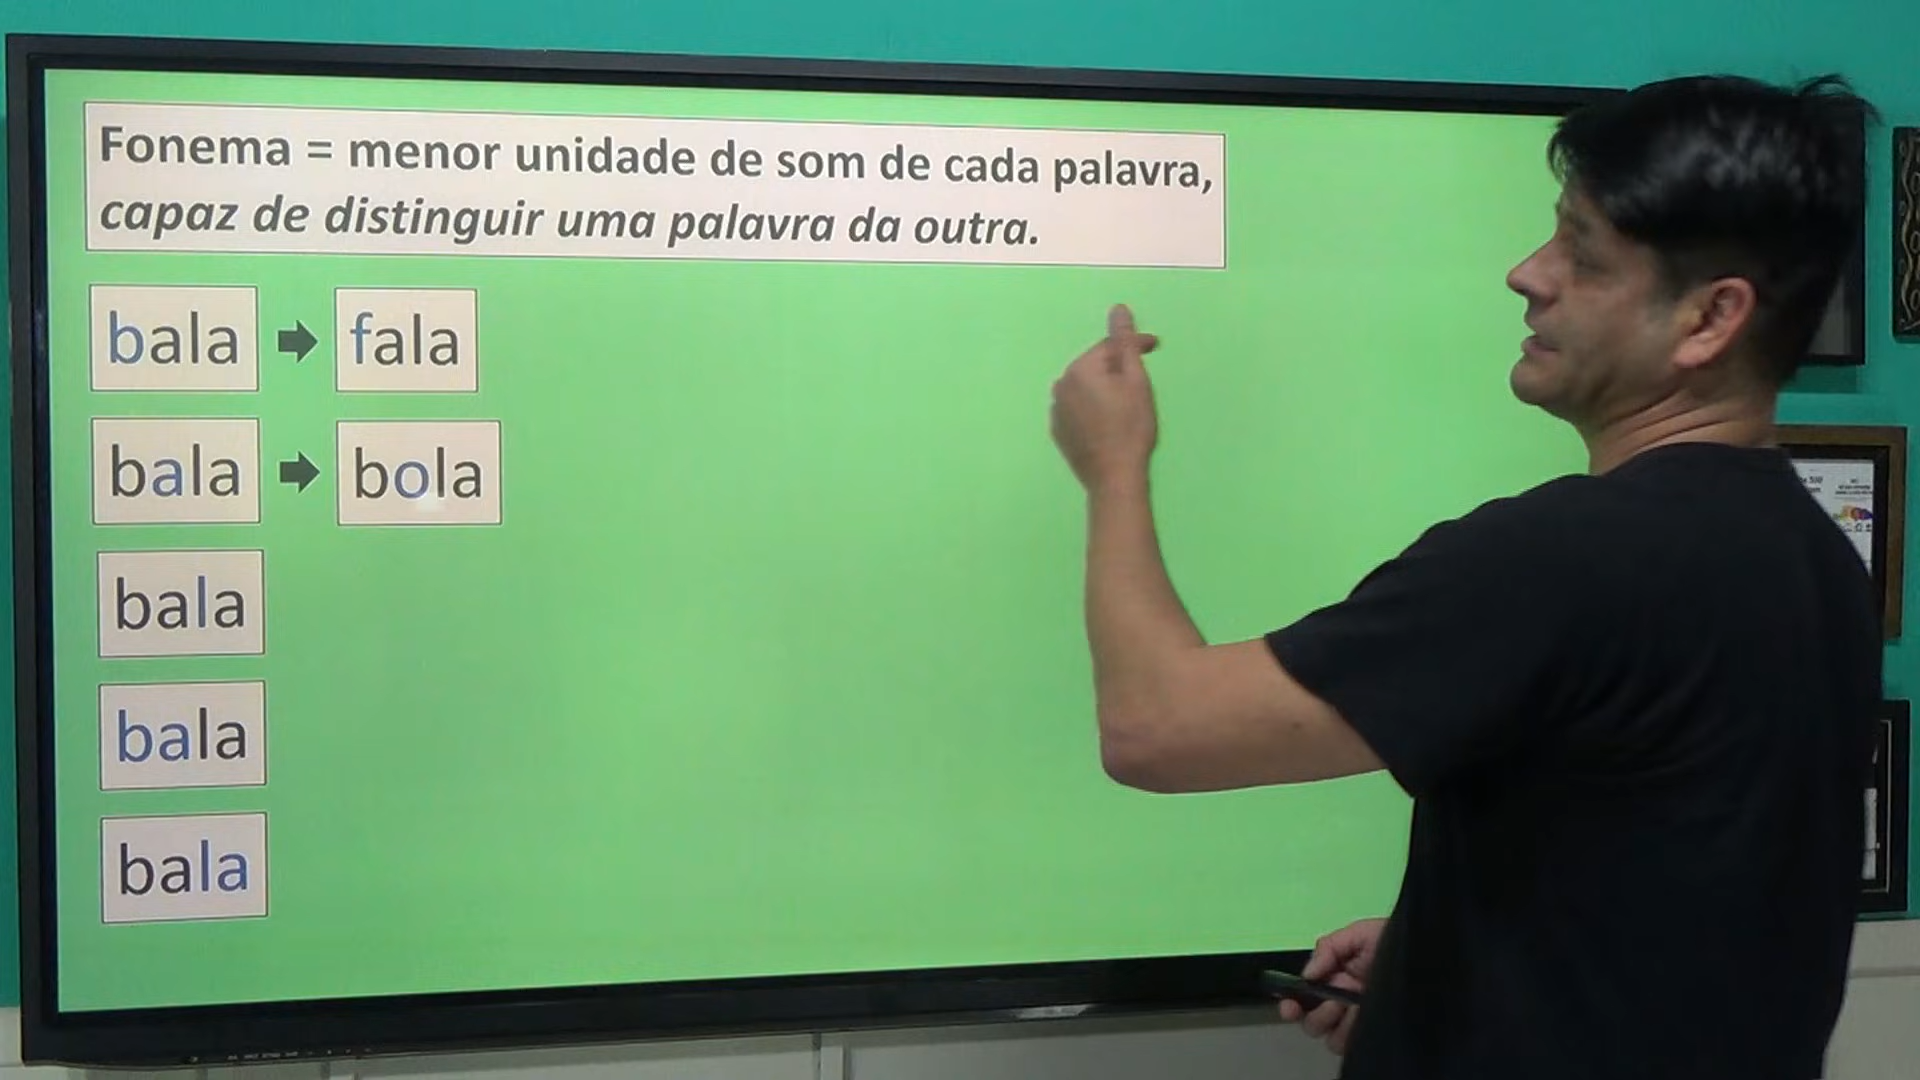 Fonema = menor unidade de som de cada palavra,
capaz de distinguir uma palavra da outra.
bala → fala
bala → bola
bala
bala
bala